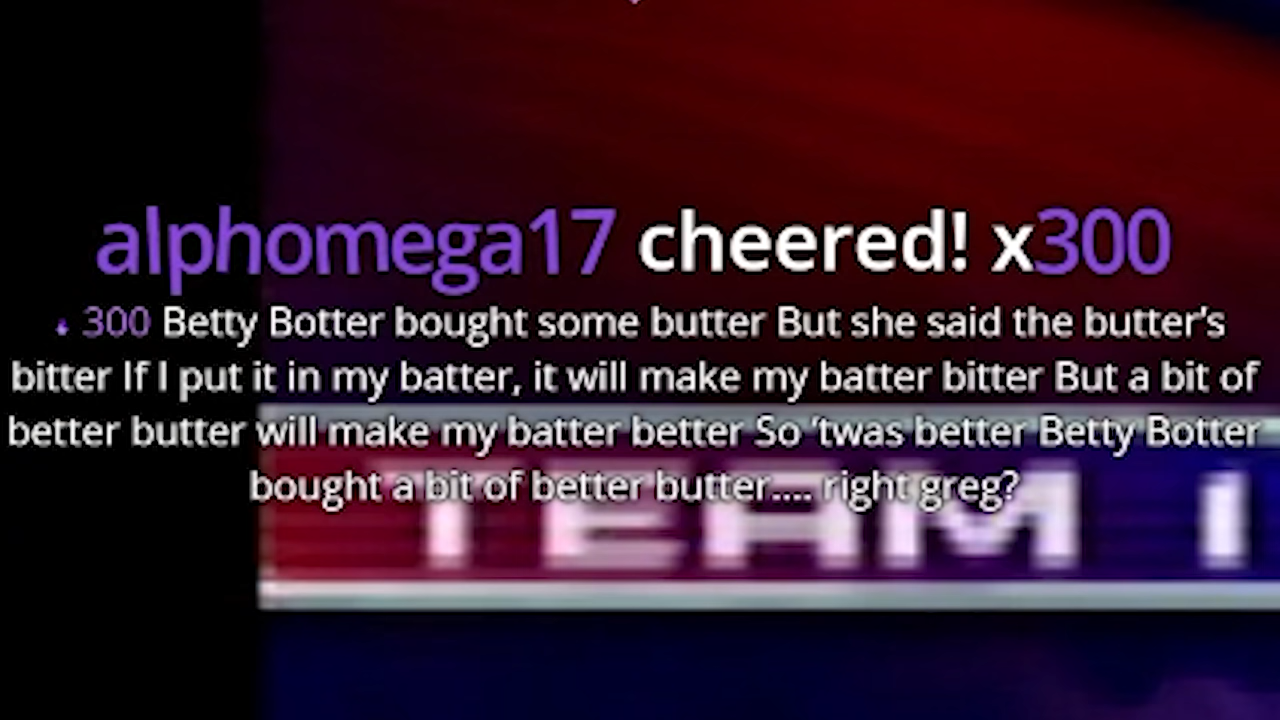 alphomega17 cheered! x300
300 Betty Botter bought some butter But she said the butter's
bitter If I put it in my batter, it will make my batter bitter But a bit of
better butter will make my batter better So 'twas better Betty Botter
bought a bit of better butter.... right greg?
TEAM